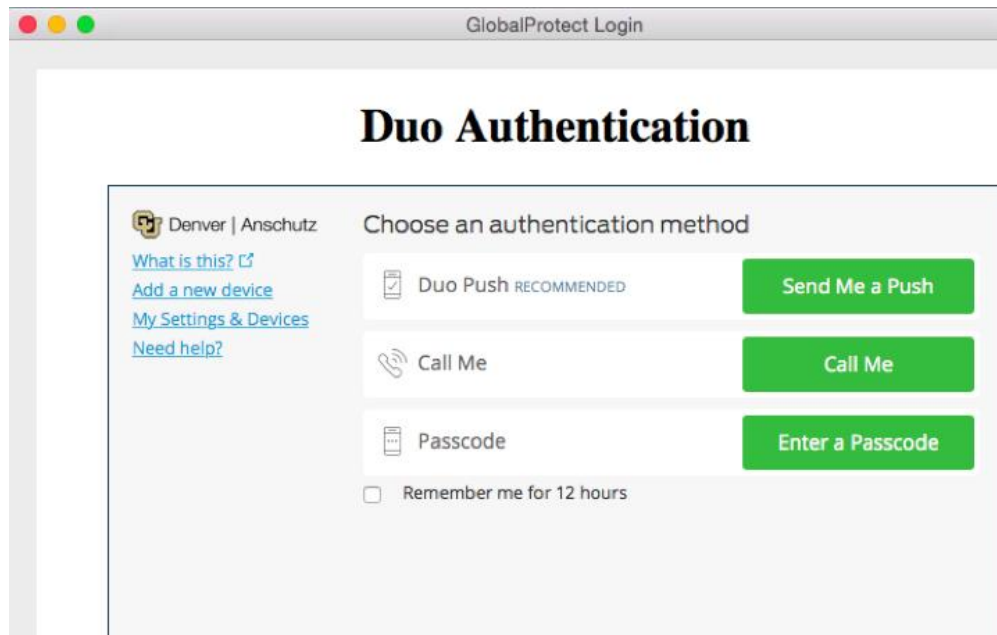 GlobalProtect Login
Duo Authentication
Denver | Anschutz
What is this?
Add a new device
My Settings & Devices
Need help?
Choose an authentication method
Duo Push RECOMMENDED
Send Me a Push
Call Me
Call Me
Passcode
Enter a Passcode
Remember me for 12 hours